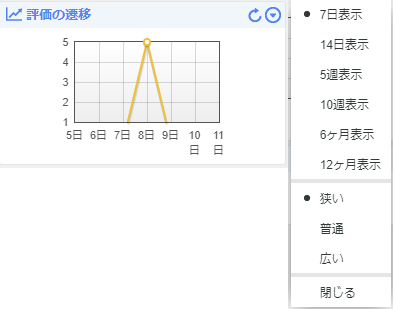 評価の遷移
5
4
3
2
1
5日 6日 7日 8日 9日 10日 11日
7日表示
14日表示
5週表示
10週表示
6ヶ月表示
12ヶ月表示
狭い
普通
広い
閉じる